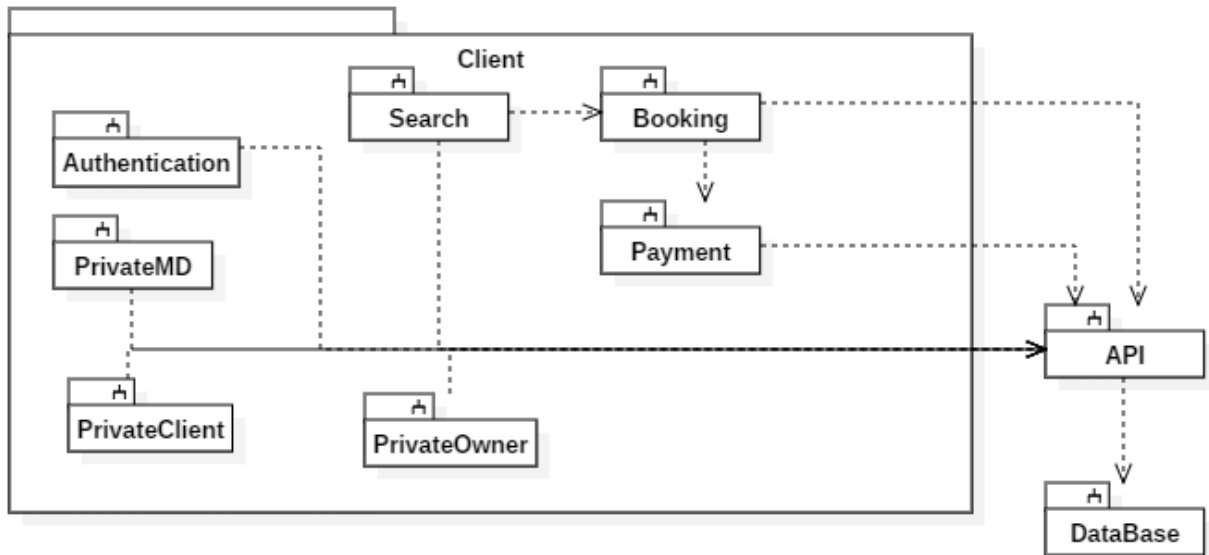 Client
Search
Booking
Authentication
Payment
PrivateMD
API
PrivateClient
PrivateOwner
DataBase